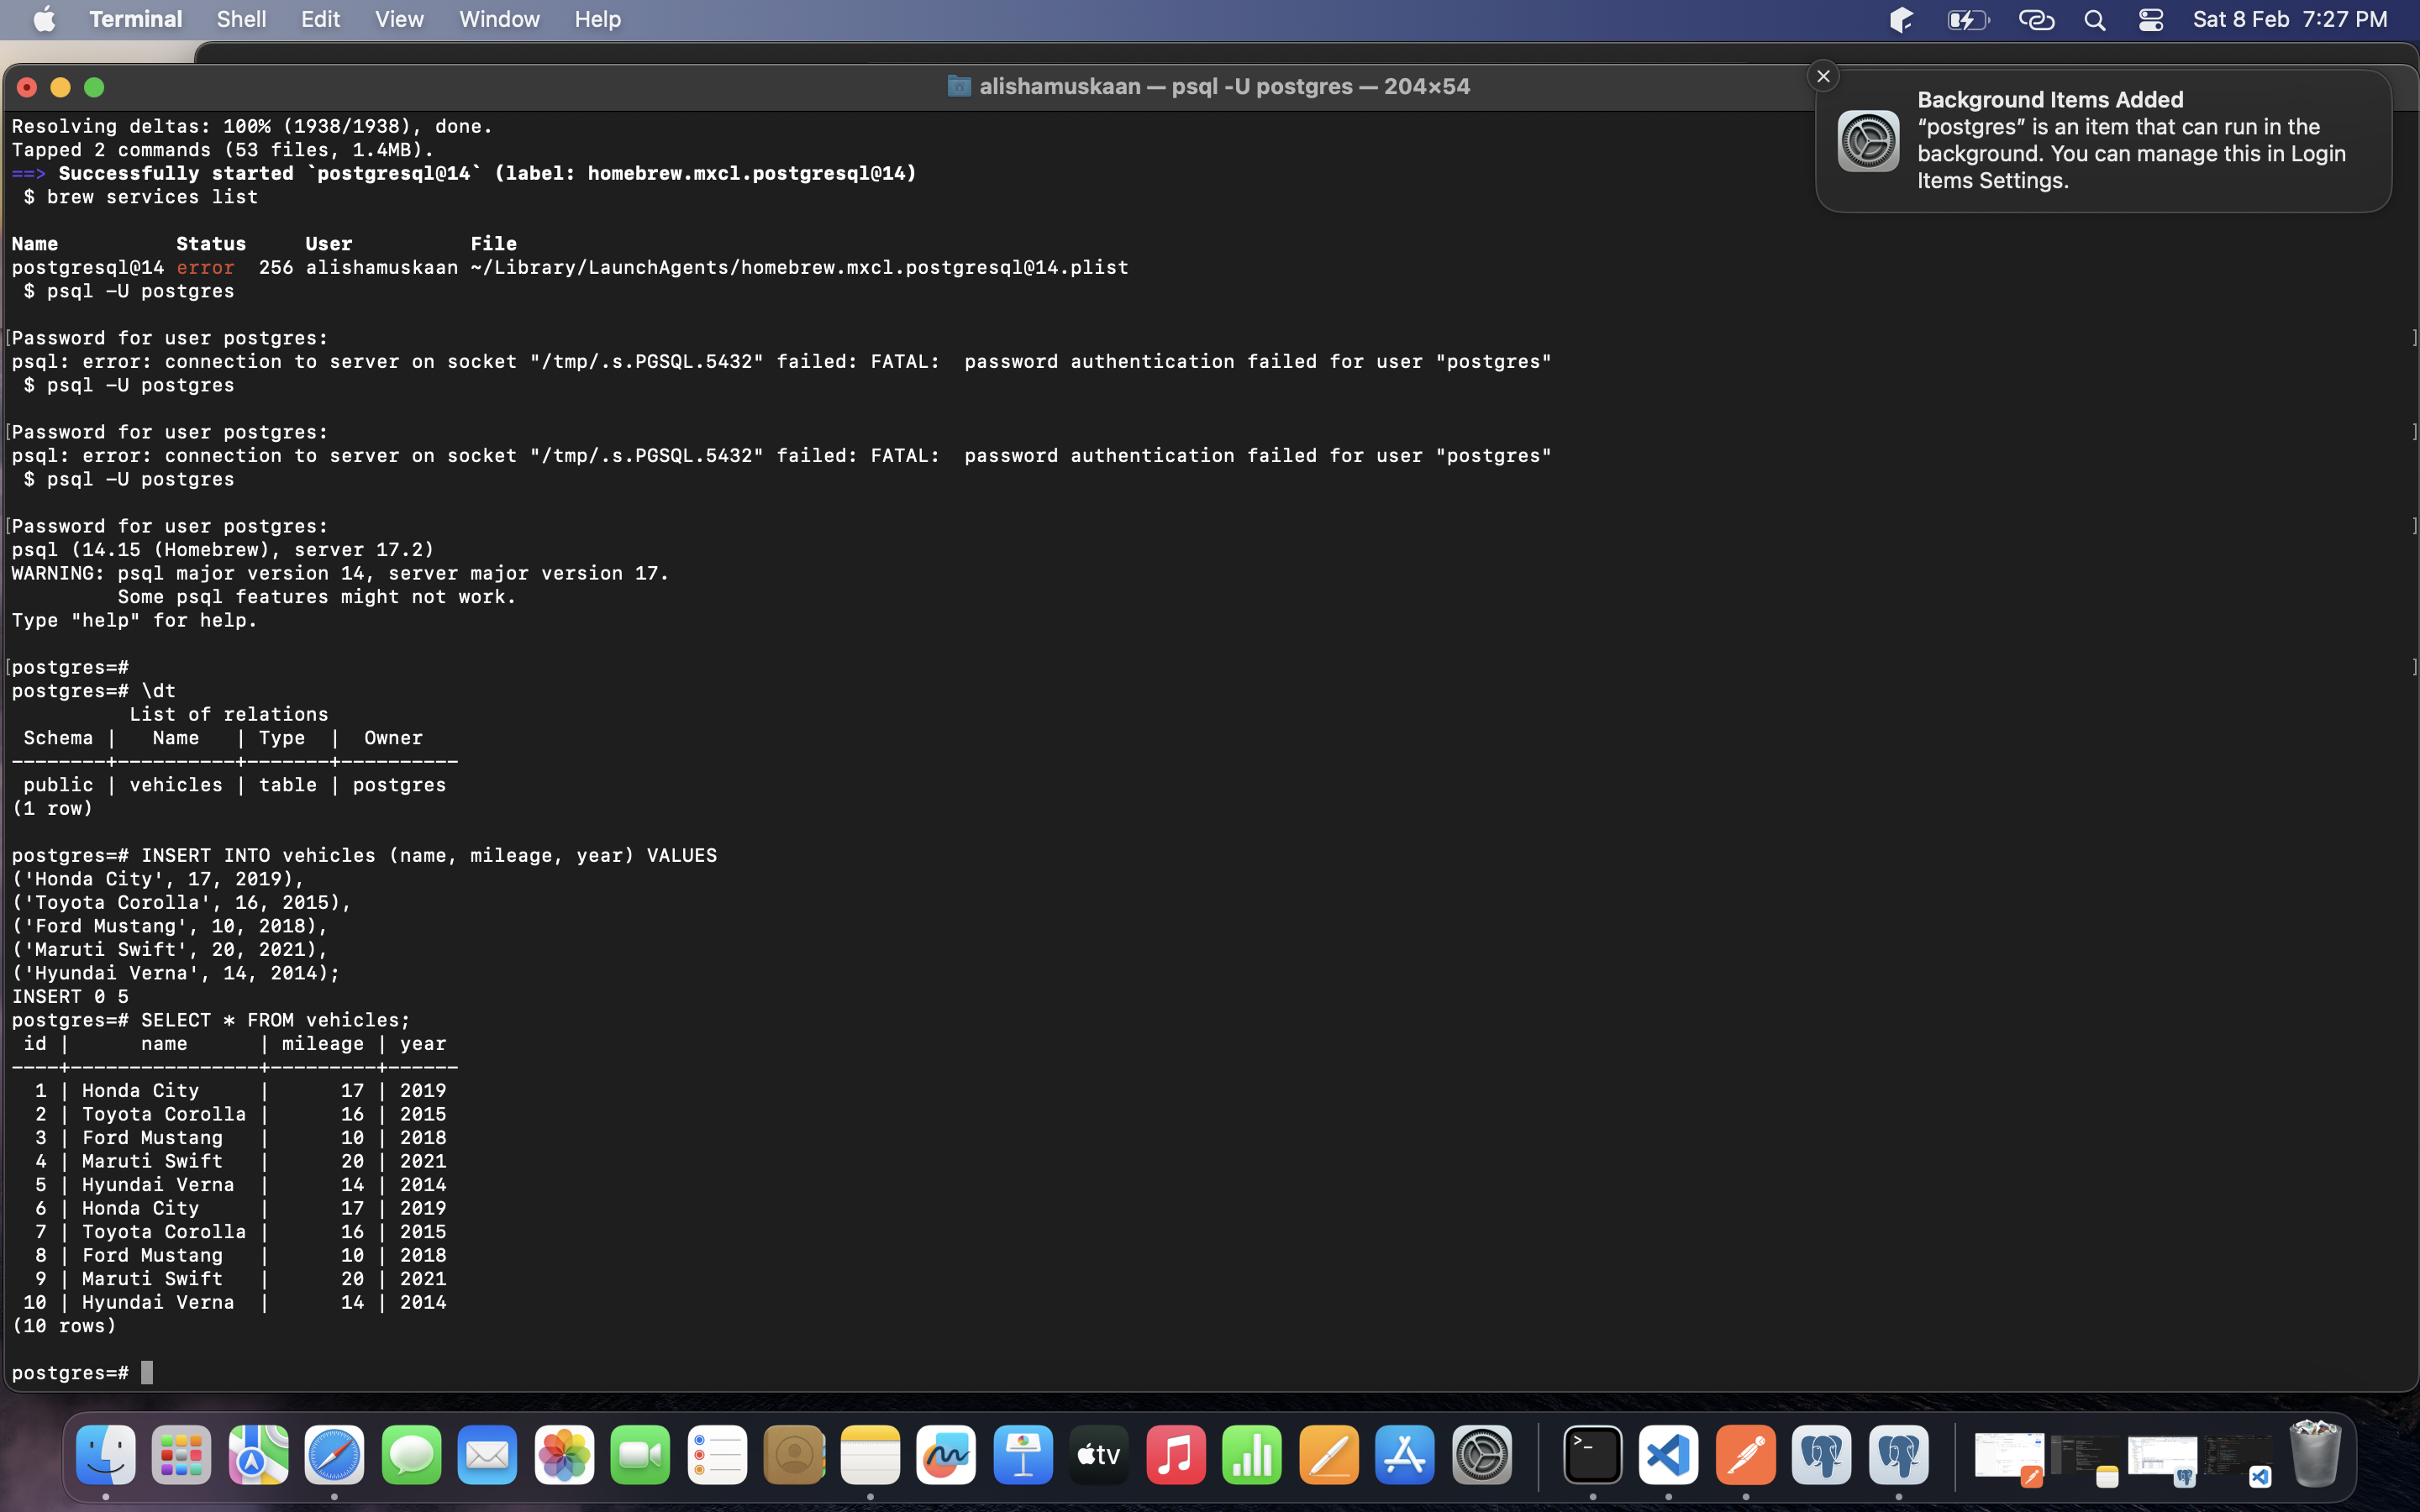 Terminal Shell Edit View Window Help Sat 8 Feb 7:27 PM
alishamuskaan — psql -U postgres — 204×54
Background Items Added
“postgres” is an item that can run in the
background. You can manage this in Login
Items Settings.
Resolving deltas: 100% (1938/1938), done.
Tapped 2 commands (53 files, 1.4MB).
==> Successfully started `postgresql@14` (label: homebrew.mxcl.postgresql@14)
 $ brew services list

Name          Status     User          File
postgresql@14 error  256 alishamuskaan ~/Library/LaunchAgents/homebrew.mxcl.postgresql@14.plist
 $ psql -U postgres

[Password for user postgres: ]
psql: error: connection to server on socket "/tmp/.s.PGSQL.5432" failed: FATAL:  password authentication failed for user "postgres"
 $ psql -U postgres

[Password for user postgres: ]
psql: error: connection to server on socket "/tmp/.s.PGSQL.5432" failed: FATAL:  password authentication failed for user "postgres"
 $ psql -U postgres

[Password for user postgres: ]
psql (14.15 (Homebrew), server 17.2)
WARNING: psql major version 14, server major version 17.
         Some psql features might not work.
Type "help" for help.

[postgres=# ]
postgres=# \dt
          List of relations
 Schema |   Name   | Type  |  Owner
--------+----------+-------+----------
 public | vehicles | table | postgres
(1 row)

postgres=# INSERT INTO vehicles (name, mileage, year) VALUES
('Honda City', 17, 2019),
('Toyota Corolla', 16, 2015),
('Ford Mustang', 10, 2018),
('Maruti Swift', 20, 2021),
('Hyundai Verna', 14, 2014);
INSERT 0 5
postgres=# SELECT * FROM vehicles;
 id |      name      | mileage | year
----+----------------+---------+------
  1 | Honda City     |      17 | 2019
  2 | Toyota Corolla |      16 | 2015
  3 | Ford Mustang   |      10 | 2018
  4 | Maruti Swift   |      20 | 2021
  5 | Hyundai Verna  |      14 | 2014
  6 | Honda City     |      17 | 2019
  7 | Toyota Corolla |      16 | 2015
  8 | Ford Mustang   |      10 | 2018
  9 | Maruti Swift   |      20 | 2021
 10 | Hyundai Verna  |      14 | 2014
(10 rows)

postgres=#
tv